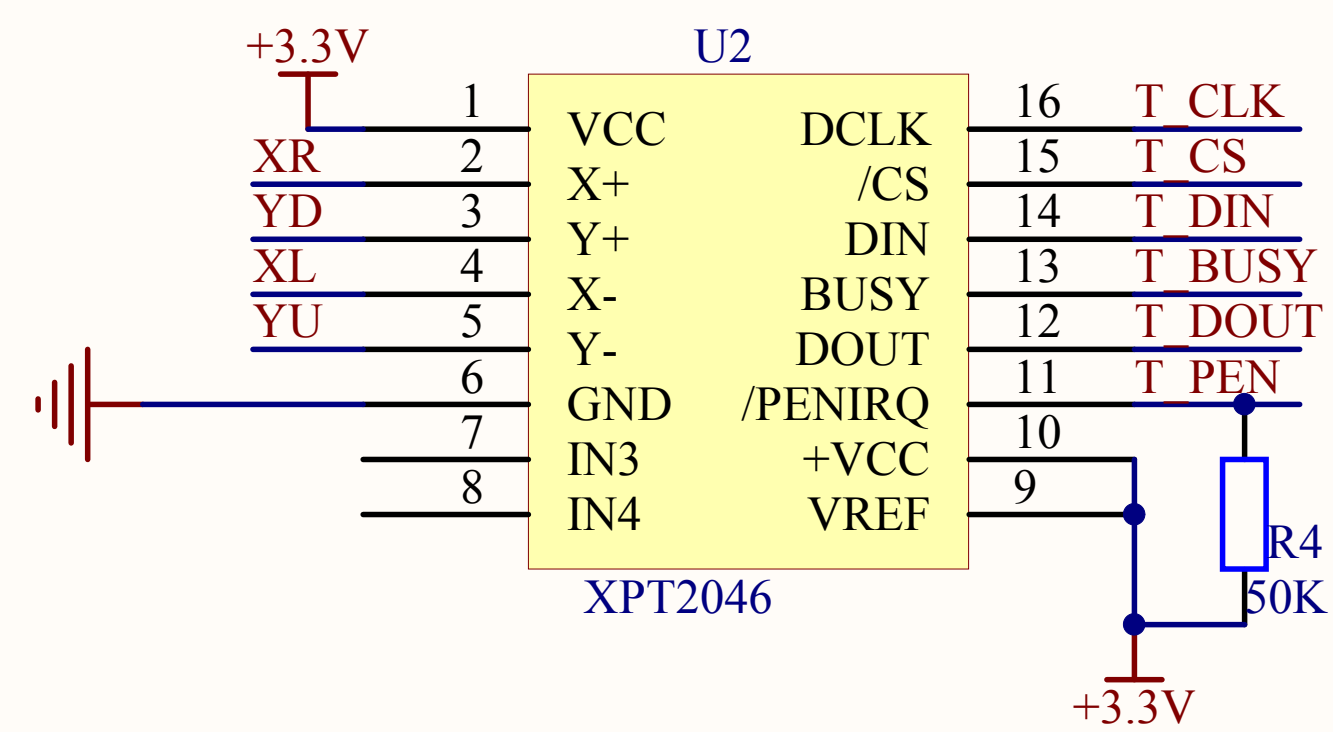 +3.3V
U2
1 VCC DCLK 16 T_CLK
XR 2 X+ /CS 15 T_CS
YD 3 Y+ DIN 14 T_DIN
XL 4 X- BUSY 13 T_BUSY
YU 5 Y- DOUT 12 T_DOUT
6 GND /PENIRQ 11 T_PEN
7 IN3 +VCC 10
8 IN4 VREF 9
R4
XPT2046
50K
+3.3V